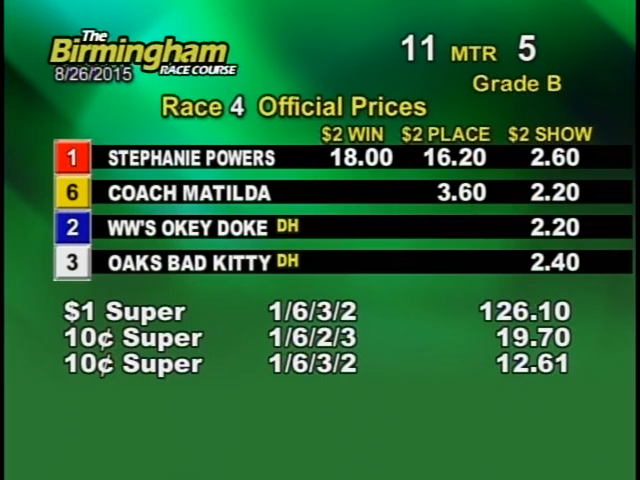 The
Birmingham
RACE COURSE
8/26/2015
11 MTR 5
Grade B
Race 4 Official Prices
$2 WIN $2 PLACE $2 SHOW
1 STEPHANIE POWERS 18.00 16.20 2.60
6 COACH MATILDA 3.60 2.20
2 WW'S OKEY DOKE DH 2.20
3 OAKS BAD KITTY DH 2.40
$1 Super 1/6/3/2 126.10
10¢ Super 1/6/2/3 19.70
10¢ Super 1/6/3/2 12.61